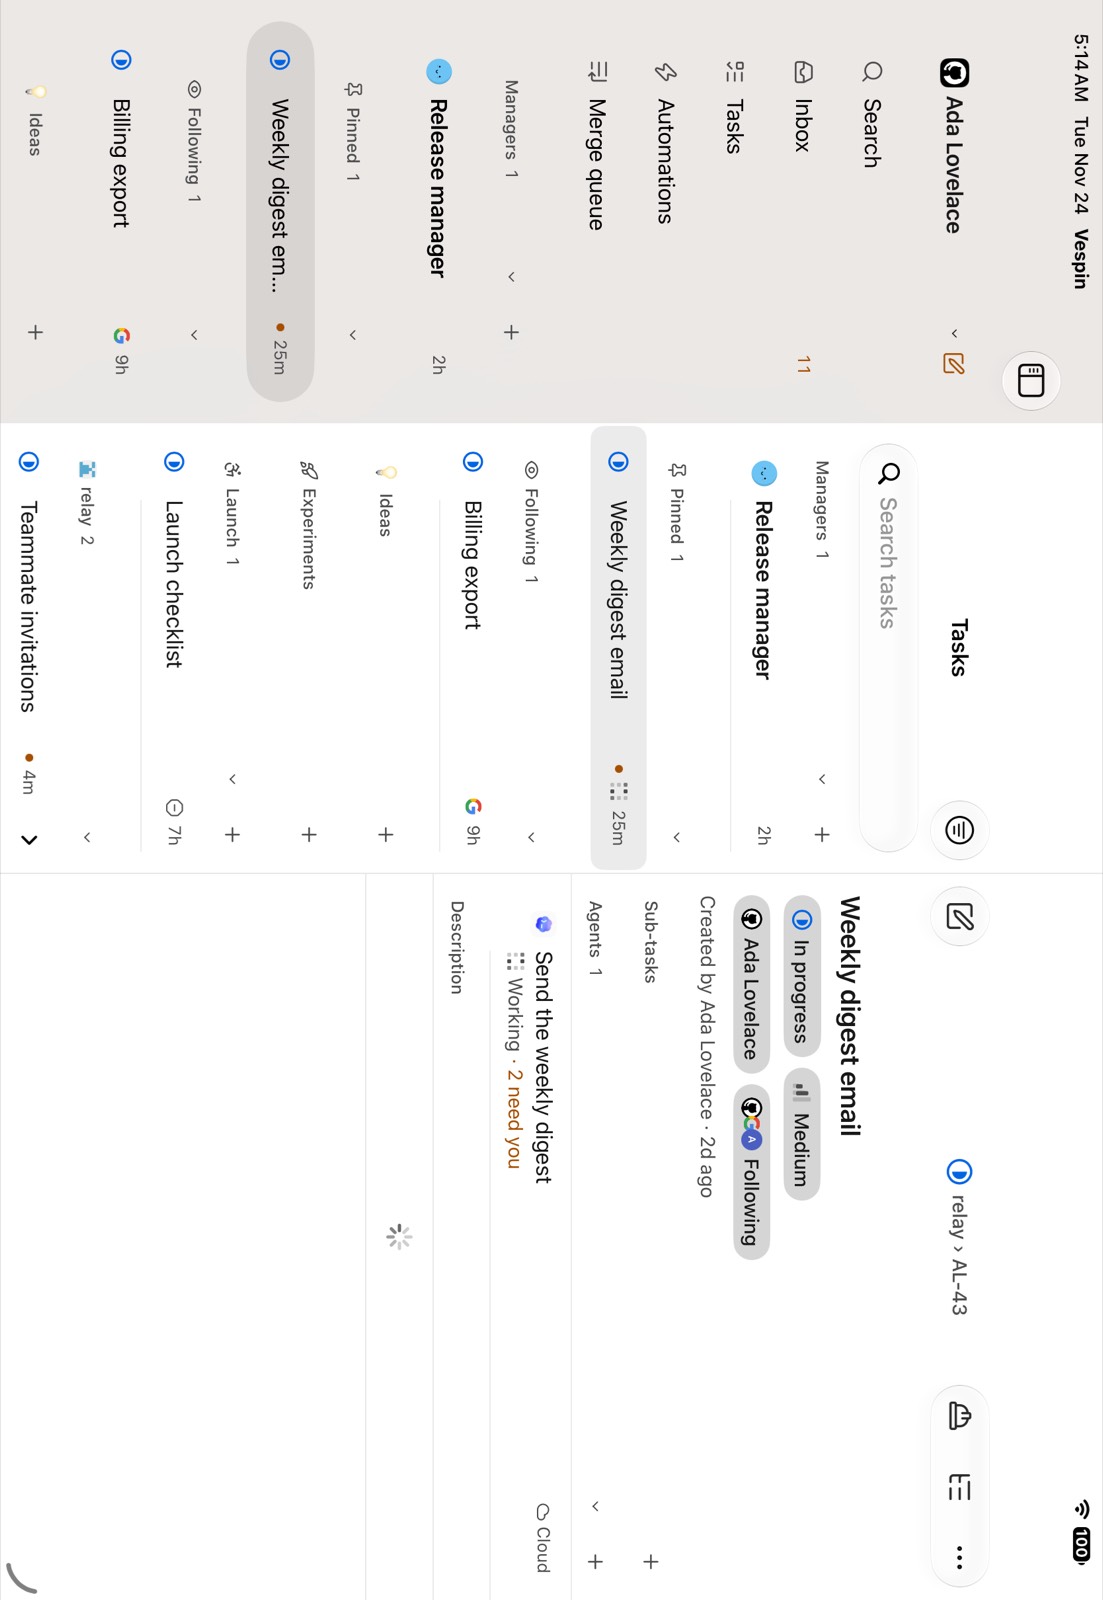 5:14 AM Tue Nov 24 Vespin
100
Ada Lovelace
Search
Inbox 11
Tasks
Automations
Merge queue
Managers 1
Release manager 2h
Pinned 1
Weekly digest em... 25m
Following 1
Billing export 9h
Ideas
Tasks
Search tasks
Managers 1
Release manager 2h
Pinned 1
Weekly digest email 25m
Following 1
Billing export 9h
Ideas
Experiments
Launch 1
Launch checklist 7h
relay 2
Teammate invitations 4m
relay › AL-43
Weekly digest email
In progress Medium
Ada Lovelace A Following
Created by Ada Lovelace · 2d ago
Sub-tasks
Agents 1
Send the weekly digest Cloud
Working · 2 need you
Description